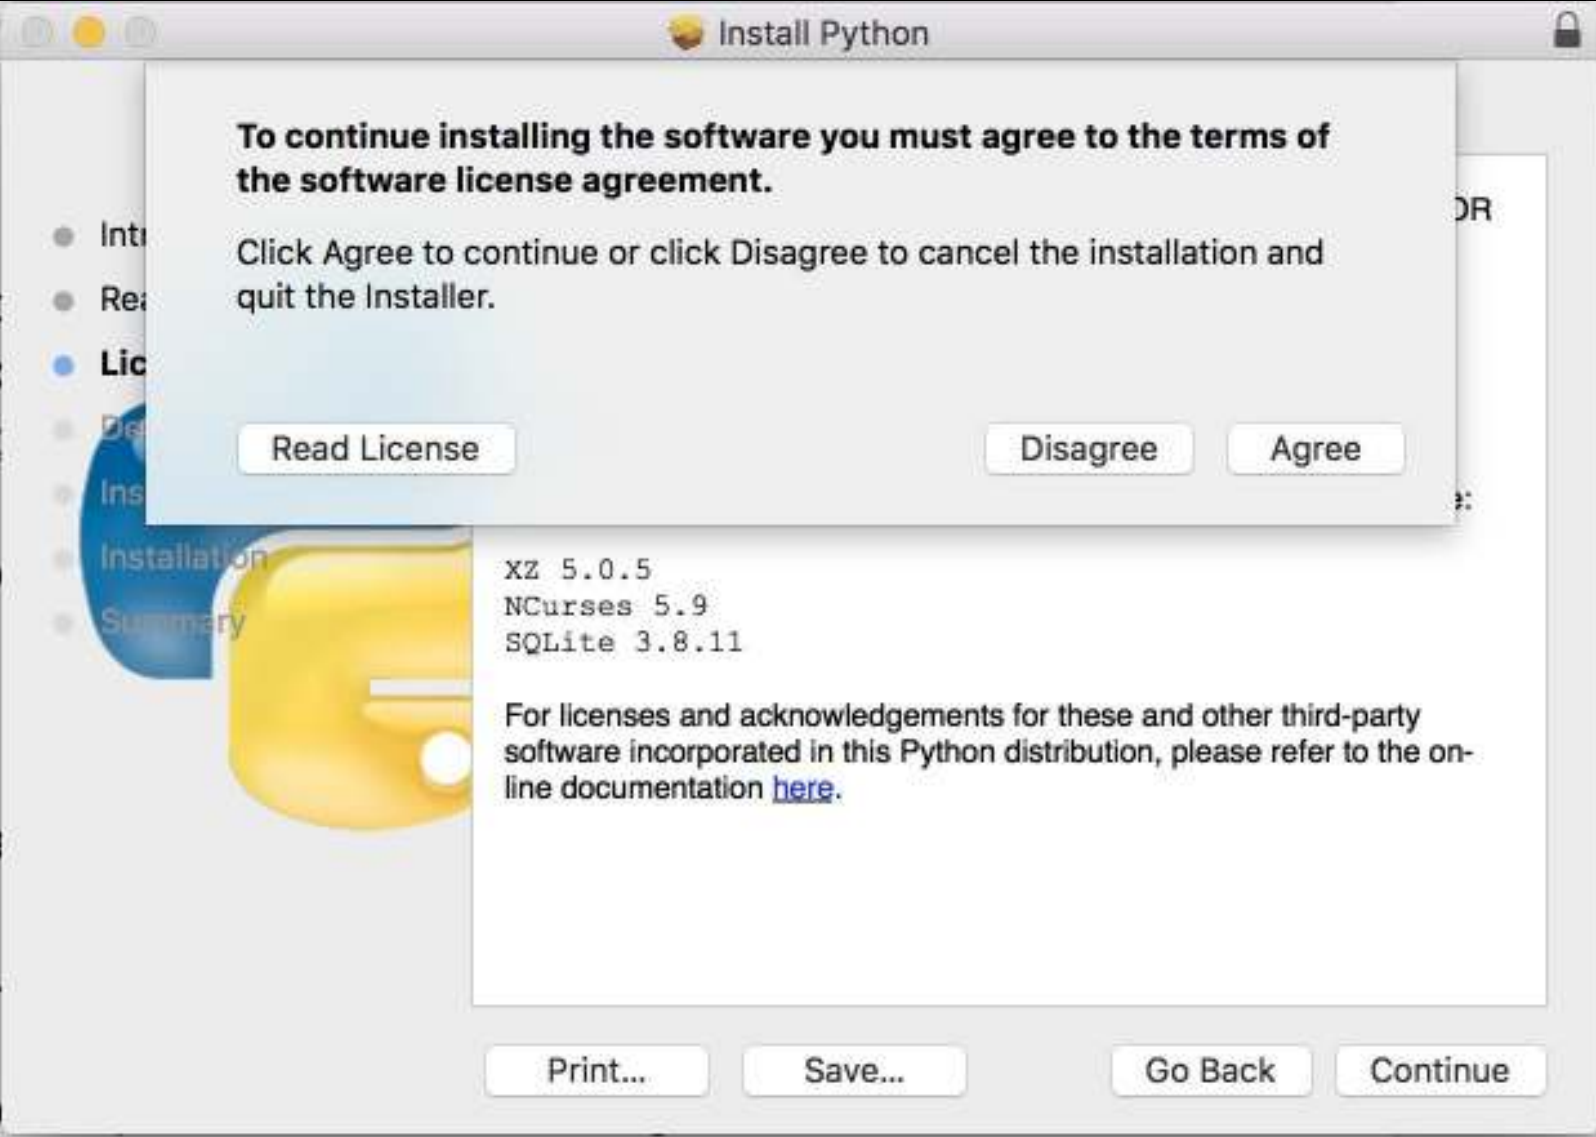 Install Python
To continue installing the software you must agree to the terms of
the software license agreement.
Click Agree to continue or click Disagree to cancel the installation and
quit the Installer.
Read License
Disagree
Agree
Installation
Summary
XZ 5.0.5
NCurses 5.9
SQLite 3.8.11
For licenses and acknowledgements for these and other third-party
software incorporated in this Python distribution, please refer to the on-
line documentation here.
Print...
Save...
Go Back
Continue